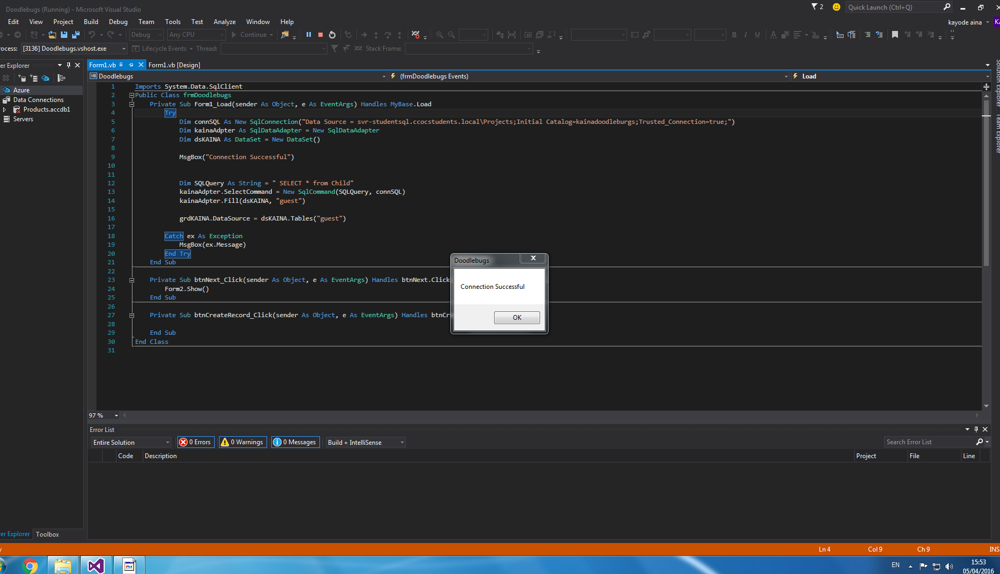 Doodlebugs (Running) - Microsoft Visual Studio
2
Quick Launch (Ctrl+Q)
Edit View Project Build Debug Team Tools Test Analyze Window Help
kayode aina
KA
Debug Any CPU Continue
B I U A
ocess: [3136] Doodlebugs.vshost.exe Lifecycle Events Thread: Stack Frame:
er Explorer
Azure
Data Connections
Products.accdb1
Servers
Form1.vb Form1.vb [Design]
VB Doodlebugs (frmDoodlebugs Events) Load
1 Imports System.Data.SqlClient
2 Public Class frmDoodlebugs
3 Private Sub Form1_Load(sender As Object, e As EventArgs) Handles MyBase.Load
4 Try
5 Dim connSQL As New SqlConnection("Data Source = svr-studentsql.ccocstudents.local\Projects;Initial Catalog=kainadoodleburgs;Trusted_Connection=true;")
6 Dim kainaAdpter As SqlDataAdapter = New SqlDataAdapter
7 Dim dsKAINA As DataSet = New DataSet()
8
9 MsgBox("Connection Successful")
10
11
12 Dim SQLQuery As String = " SELECT * from Child"
13 kainaAdpter.SelectCommand = New SqlCommand(SQLQuery, connSQL)
14 kainaAdpter.Fill(dsKAINA, "guest")
15
16 grdKAINA.DataSource = dsKAINA.Tables("guest")
17
18 Catch ex As Exception
19 MsgBox(ex.Message)
20 End Try
21 End Sub
22
23 Private Sub btnNext_Click(sender As Object, e As EventArgs) Handles btnNext.Click
24 Form2.Show()
25 End Sub
26
27 Private Sub btnCreateRecord_Click(sender As Object, e As EventArgs) Handles btnCr
28
29 End Sub
30 End Class
31
Doodlebugs
Connection Successful
OK
Solution Explorer
Team Explorer
97 %
Error List
Entire Solution 0 Errors 0 Warnings 0 Messages Build + IntelliSense
Search Error List
Code Description Project File Line
er Explorer Toolbox
y
Ln 4 Col 9 Ch 9 INS
EN
15:53
05/04/2016